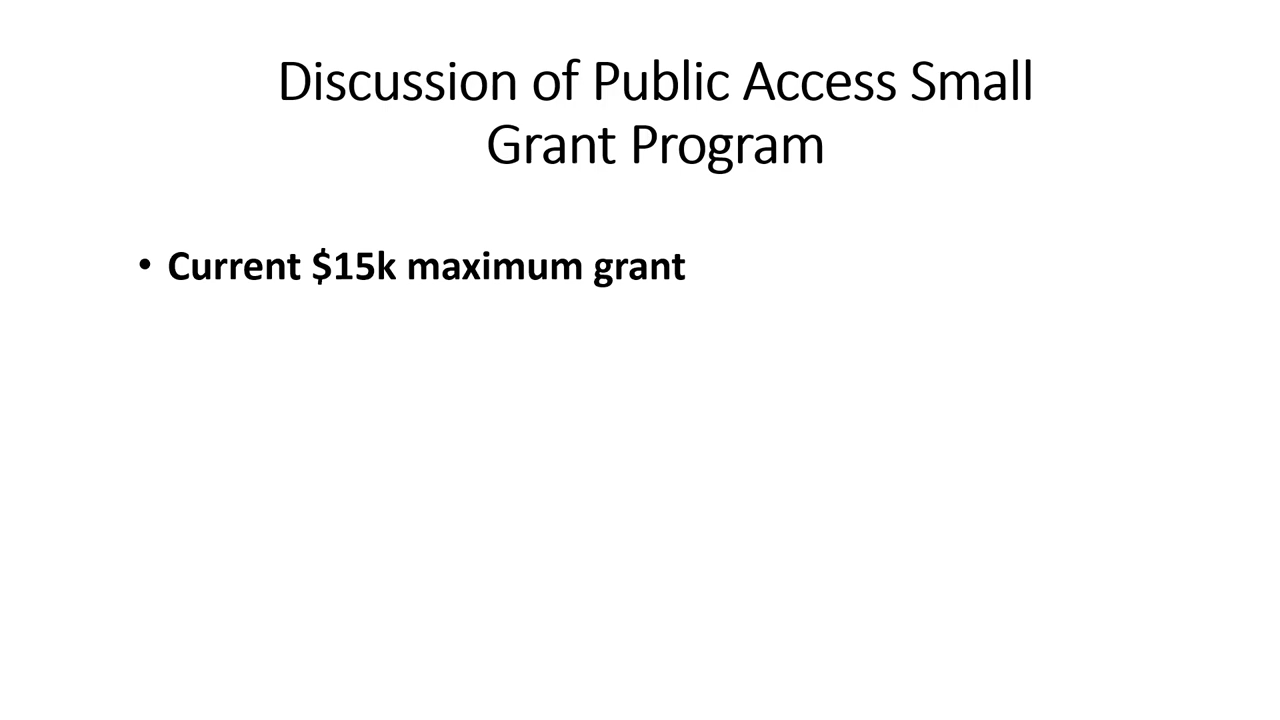 Discussion of Public Access Small
Grant Program
• Current $15k maximum grant